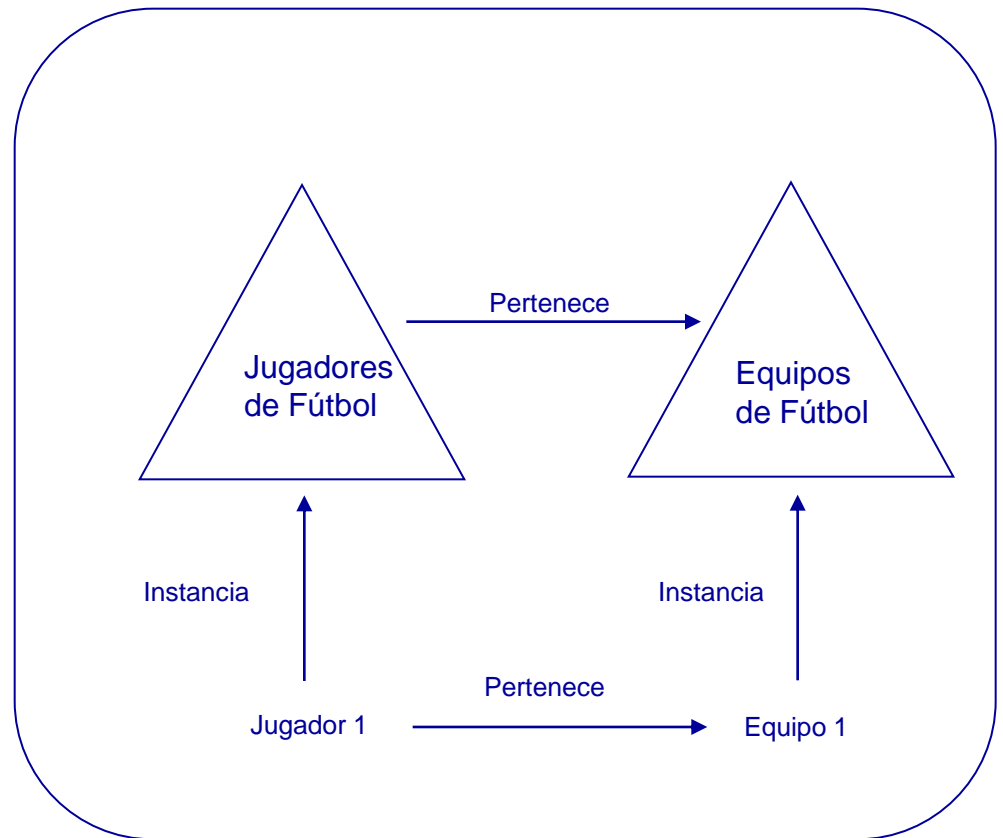 Pertenece
Jugadores
de Fútbol
Equipos
de Fútbol
Instancia
Instancia
Pertenece
Jugador 1
Equipo 1